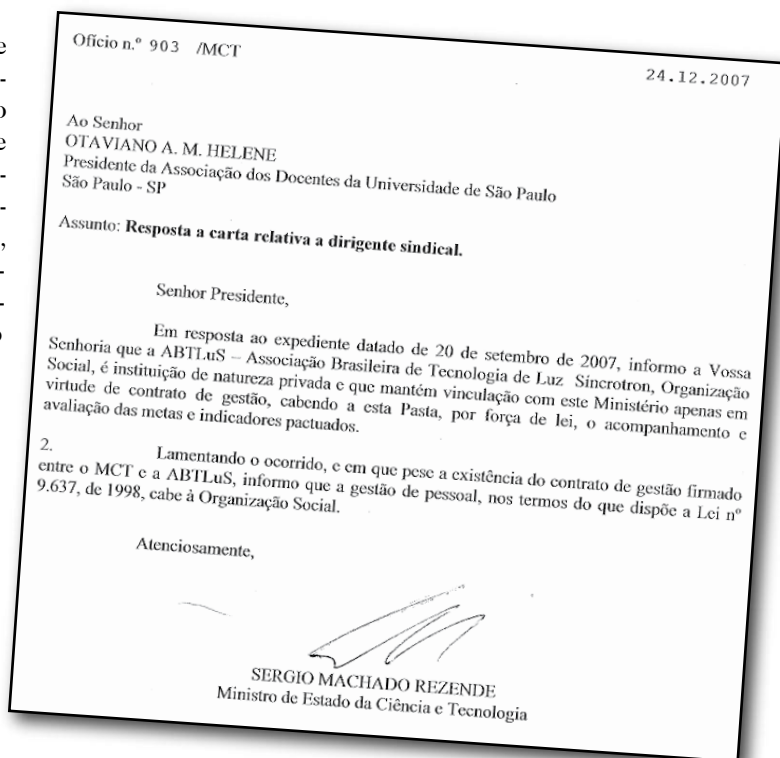 Ofício n.º 903 /MCT
24.12.2007
Ao Senhor
OTAVIANO A. M. HELENE
Presidente da Associação dos Docentes da Universidade de São Paulo
São Paulo - SP
Assunto: Resposta a carta relativa a dirigente sindical.
Senhor Presidente,
Em resposta ao expediente datado de 20 de setembro de 2007, informo a Vossa
Senhoria que a ABTLuS – Associação Brasileira de Tecnologia de Luz Síncrotron, Organização
Social, é instituição de natureza privada e que mantém vinculação com este Ministério apenas em
virtude de contrato de gestão, cabendo a esta Pasta, por força de lei, o acompanhamento e
avaliação das metas e indicadores pactuados.
2. Lamentando o ocorrido, e em que pese a existência do contrato de gestão firmado
entre o MCT e a ABTLuS, informo que a gestão de pessoal, nos termos do que dispõe a Lei nº
9.637, de 1998, cabe à Organização Social.
Atenciosamente,
SERGIO MACHADO REZENDE
Ministro de Estado da Ciência e Tecnologia